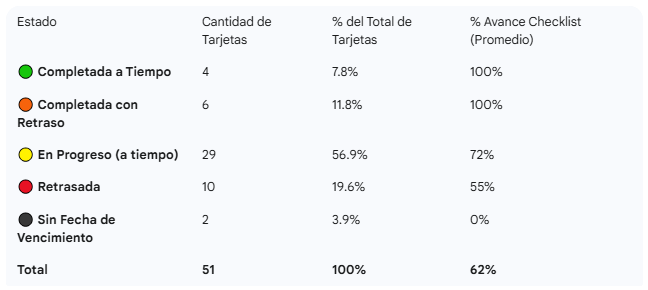 Estado Cantidad de Tarjetas % del Total de Tarjetas % Avance Checklist (Promedio)
Completada a Tiempo 4 7.8% 100%
Completada con Retraso 6 11.8% 100%
En Progreso (a tiempo) 29 56.9% 72%
Retrasada 10 19.6% 55%
Sin Fecha de Vencimiento 2 3.9% 0%
Total 51 100% 62%